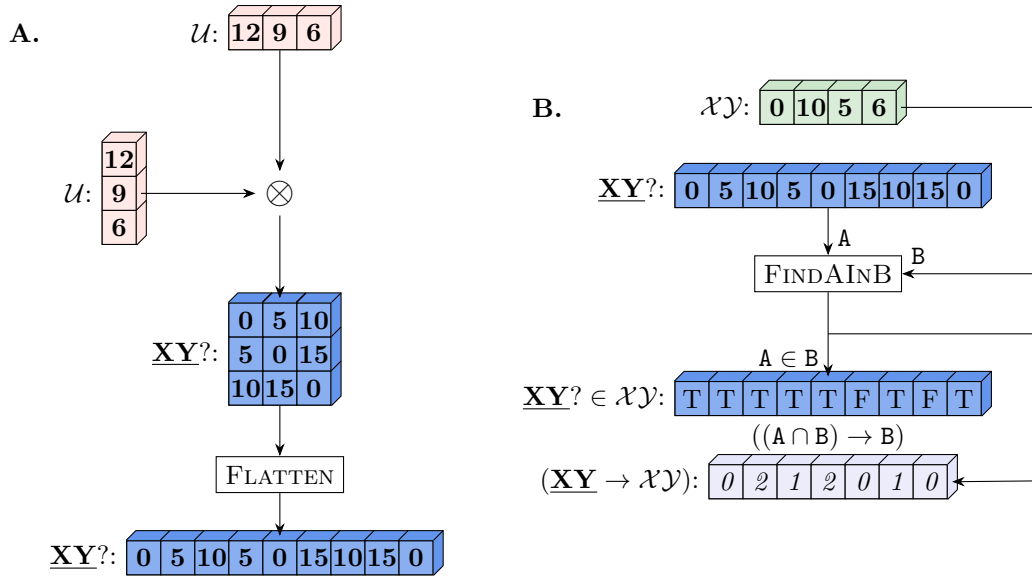 A.
𝒰: 12 9 6
𝒰: 12
9
6
⊗
0 5 10
XY?: 5 0 15
10 15 0
FLATTEN
XY?: 0 5 10 5 0 15 10 15 0
B.
𝒳𝒴: 0 10 5 6
XY?: 0 5 10 5 0 15 10 15 0
A
B
FINDAINB
A ∈ B
XY? ∈ 𝒳𝒴: T T T T T F T F T
((A ∩ B) → B)
(XY → 𝒳𝒴): 0 2 1 2 0 1 0